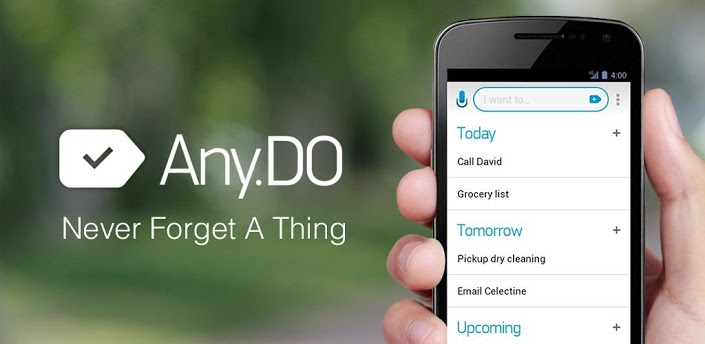 Any.DO
Never Forget A Thing
4:00
I want to...
Today +
Call David
Grocery list
Tomorrow +
Pickup dry cleaning
Email Celectine
Upcoming +